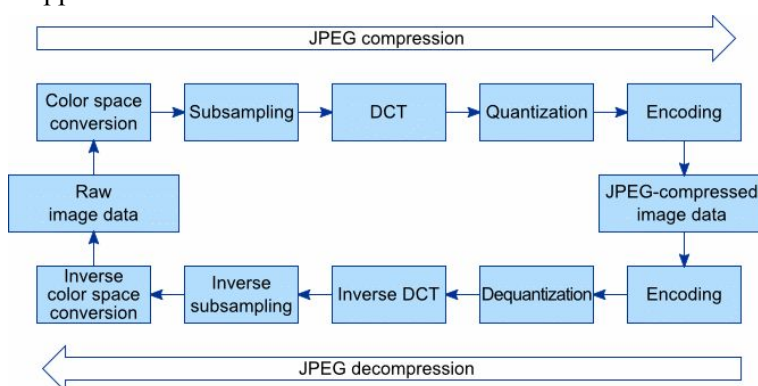 JPEG compression
Color space
conversion
Subsampling
DCT
Quantization
Encoding
Raw
image data
JPEG-compressed
image data
Inverse
color space
conversion
Inverse
subsampling
Inverse DCT
Dequantization
Encoding
JPEG decompression